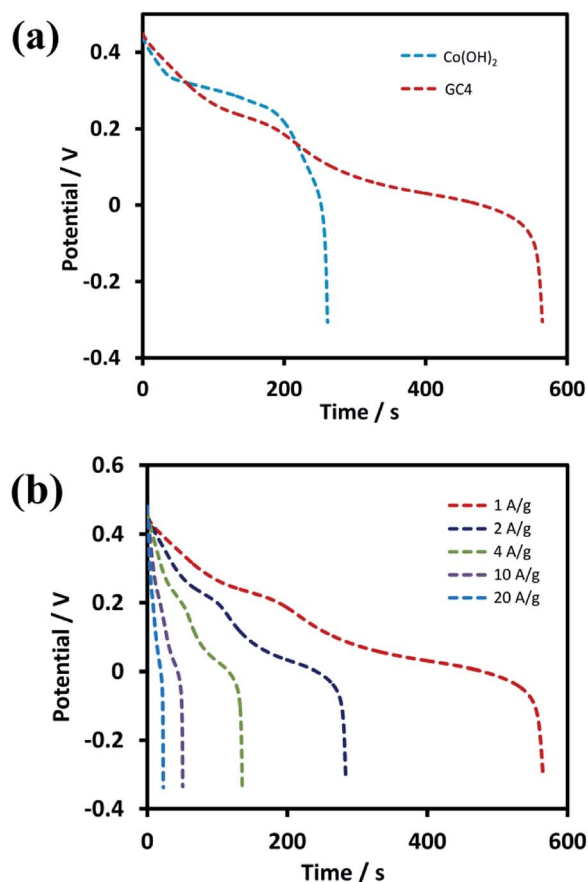 (a)
0.6
0.4
0.2
0
-0.2
-0.4
Potential / V
Co(OH)₂
GC4
0
200
400
600
Time / s
(b)
0.6
0.4
0.2
0
-0.2
-0.4
Potential / V
1 A/g
2 A/g
4 A/g
10 A/g
20 A/g
0
200
400
600
Time / s